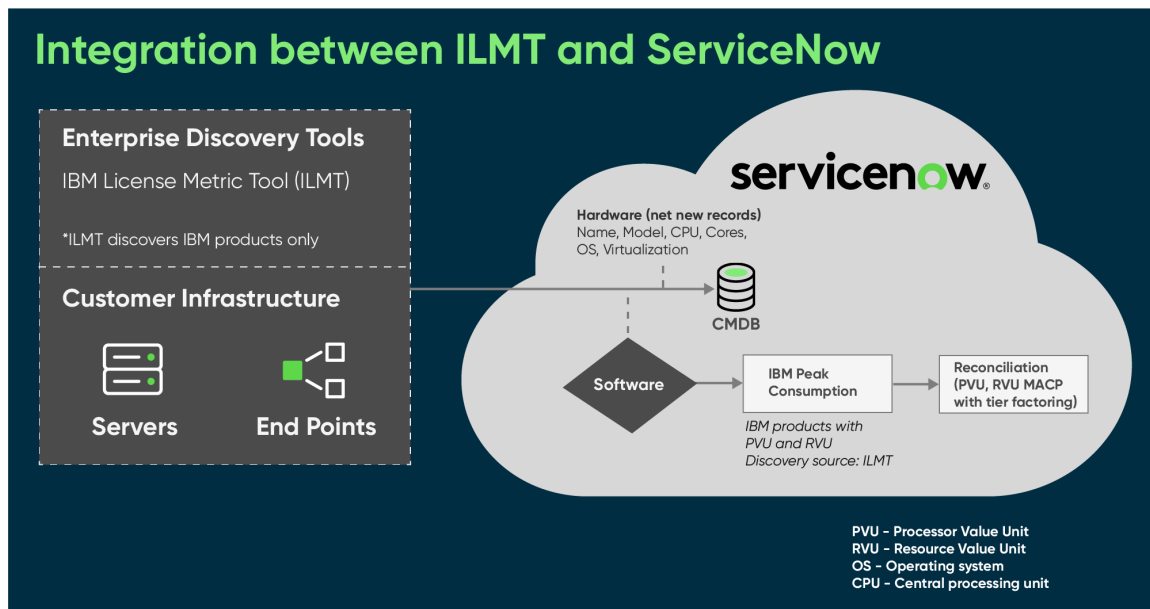 Integration between ILMT and ServiceNow
Enterprise Discovery Tools
IBM License Metric Tool (ILMT)
*ILMT discovers IBM products only
Customer Infrastructure
Servers
End Points
servicenow®
Hardware (net new records)
Name, Model, CPU, Cores,
OS, Virtualization
CMDB
Software
IBM Peak
Consumption
IBM products with
PVU and RVU
Discovery source: ILMT
Reconciliation
(PVU, RVU MACP
with tier factoring)
PVU - Processor Value Unit
RVU - Resource Value Unit
OS - Operating system
CPU - Central processing unit